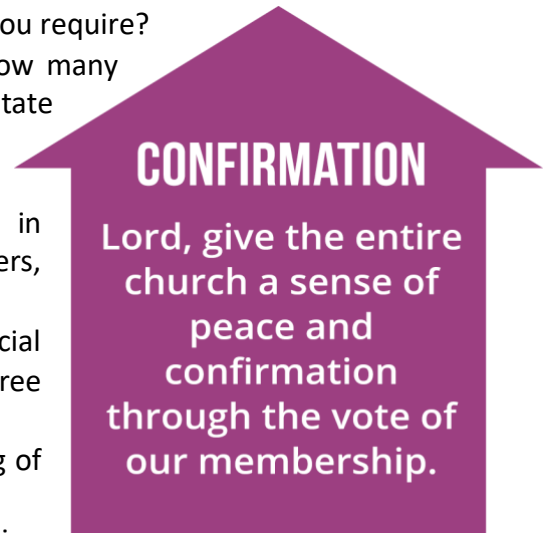 ou require?
ow many
tate
in
ers,
cial
ree
g of
.
CONFIRMATION
Lord, give the entire
church a sense of
peace and
confirmation
through the vote of
our membership.